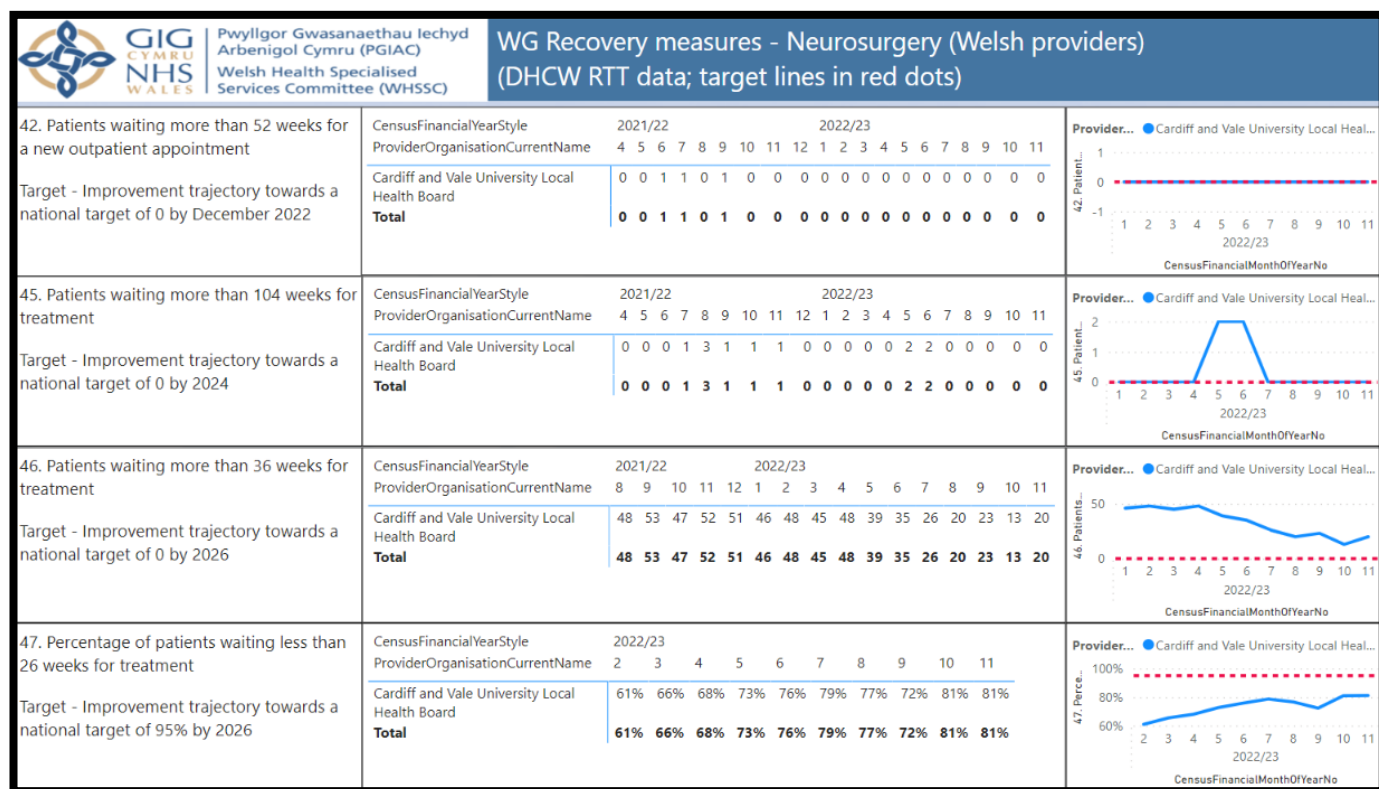 GIG
CYMRU
NHS
WALES
Pwyllgor Gwasanaethau Iechyd
Arbenigol Cymru (PGIAC)
Welsh Health Specialised
Services Committee (WHSSC)
WG Recovery measures - Neurosurgery (Welsh providers)
(DHCW RTT data; target lines in red dots)
42. Patients waiting more than 52 weeks for
a new outpatient appointment
Target - Improvement trajectory towards a
national target of 0 by December 2022
CensusFinancialYearStyle 2021/22 2022/23
ProviderOrganisationCurrentName 4 5 6 7 8 9 10 11 12 1 2 3 4 5 6 7 8 9 10 11
Cardiff and Vale University Local 0 0 1 1 0 1 0 0 0 0 0 0 0 0 0 0 0 0 0 0
Health Board
Total 0 0 1 1 0 1 0 0 0 0 0 0 0 0 0 0 0 0 0 0
Provider... Cardiff and Vale University Local Heal...
42. Patient...
1
0
-1
1 2 3 4 5 6 7 8 9 10 11
2022/23
CensusFinancialMonthOfYearNo
45. Patients waiting more than 104 weeks for
treatment
Target - Improvement trajectory towards a
national target of 0 by 2024
CensusFinancialYearStyle 2021/22 2022/23
ProviderOrganisationCurrentName 4 5 6 7 8 9 10 11 12 1 2 3 4 5 6 7 8 9 10 11
Cardiff and Vale University Local 0 0 0 1 3 1 1 1 0 0 0 0 0 2 2 0 0 0 0 0
Health Board
Total 0 0 0 1 3 1 1 1 0 0 0 0 0 2 2 0 0 0 0 0
Provider... Cardiff and Vale University Local Heal...
45. Patient...
2
1
0
1 2 3 4 5 6 7 8 9 10 11
2022/23
CensusFinancialMonthOfYearNo
46. Patients waiting more than 36 weeks for
treatment
Target - Improvement trajectory towards a
national target of 0 by 2026
CensusFinancialYearStyle 2021/22 2022/23
ProviderOrganisationCurrentName 8 9 10 11 12 1 2 3 4 5 6 7 8 9 10 11
Cardiff and Vale University Local 48 53 47 52 51 46 48 45 48 39 35 26 20 23 13 20
Health Board
Total 48 53 47 52 51 46 48 45 48 39 35 26 20 23 13 20
Provider... Cardiff and Vale University Local Heal...
46. Patients...
50
0
1 2 3 4 5 6 7 8 9 10 11
2022/23
CensusFinancialMonthOfYearNo
47. Percentage of patients waiting less than
26 weeks for treatment
Target - Improvement trajectory towards a
national target of 95% by 2026
CensusFinancialYearStyle 2022/23
ProviderOrganisationCurrentName 2 3 4 5 6 7 8 9 10 11
Cardiff and Vale University Local 61% 66% 68% 73% 76% 79% 77% 72% 81% 81%
Health Board
Total 61% 66% 68% 73% 76% 79% 77% 72% 81% 81%
Provider... Cardiff and Vale University Local Heal...
47. Perce...
100%
80%
60%
2 3 4 5 6 7 8 9 10 11
2022/23
CensusFinancialMonthOfYearNo